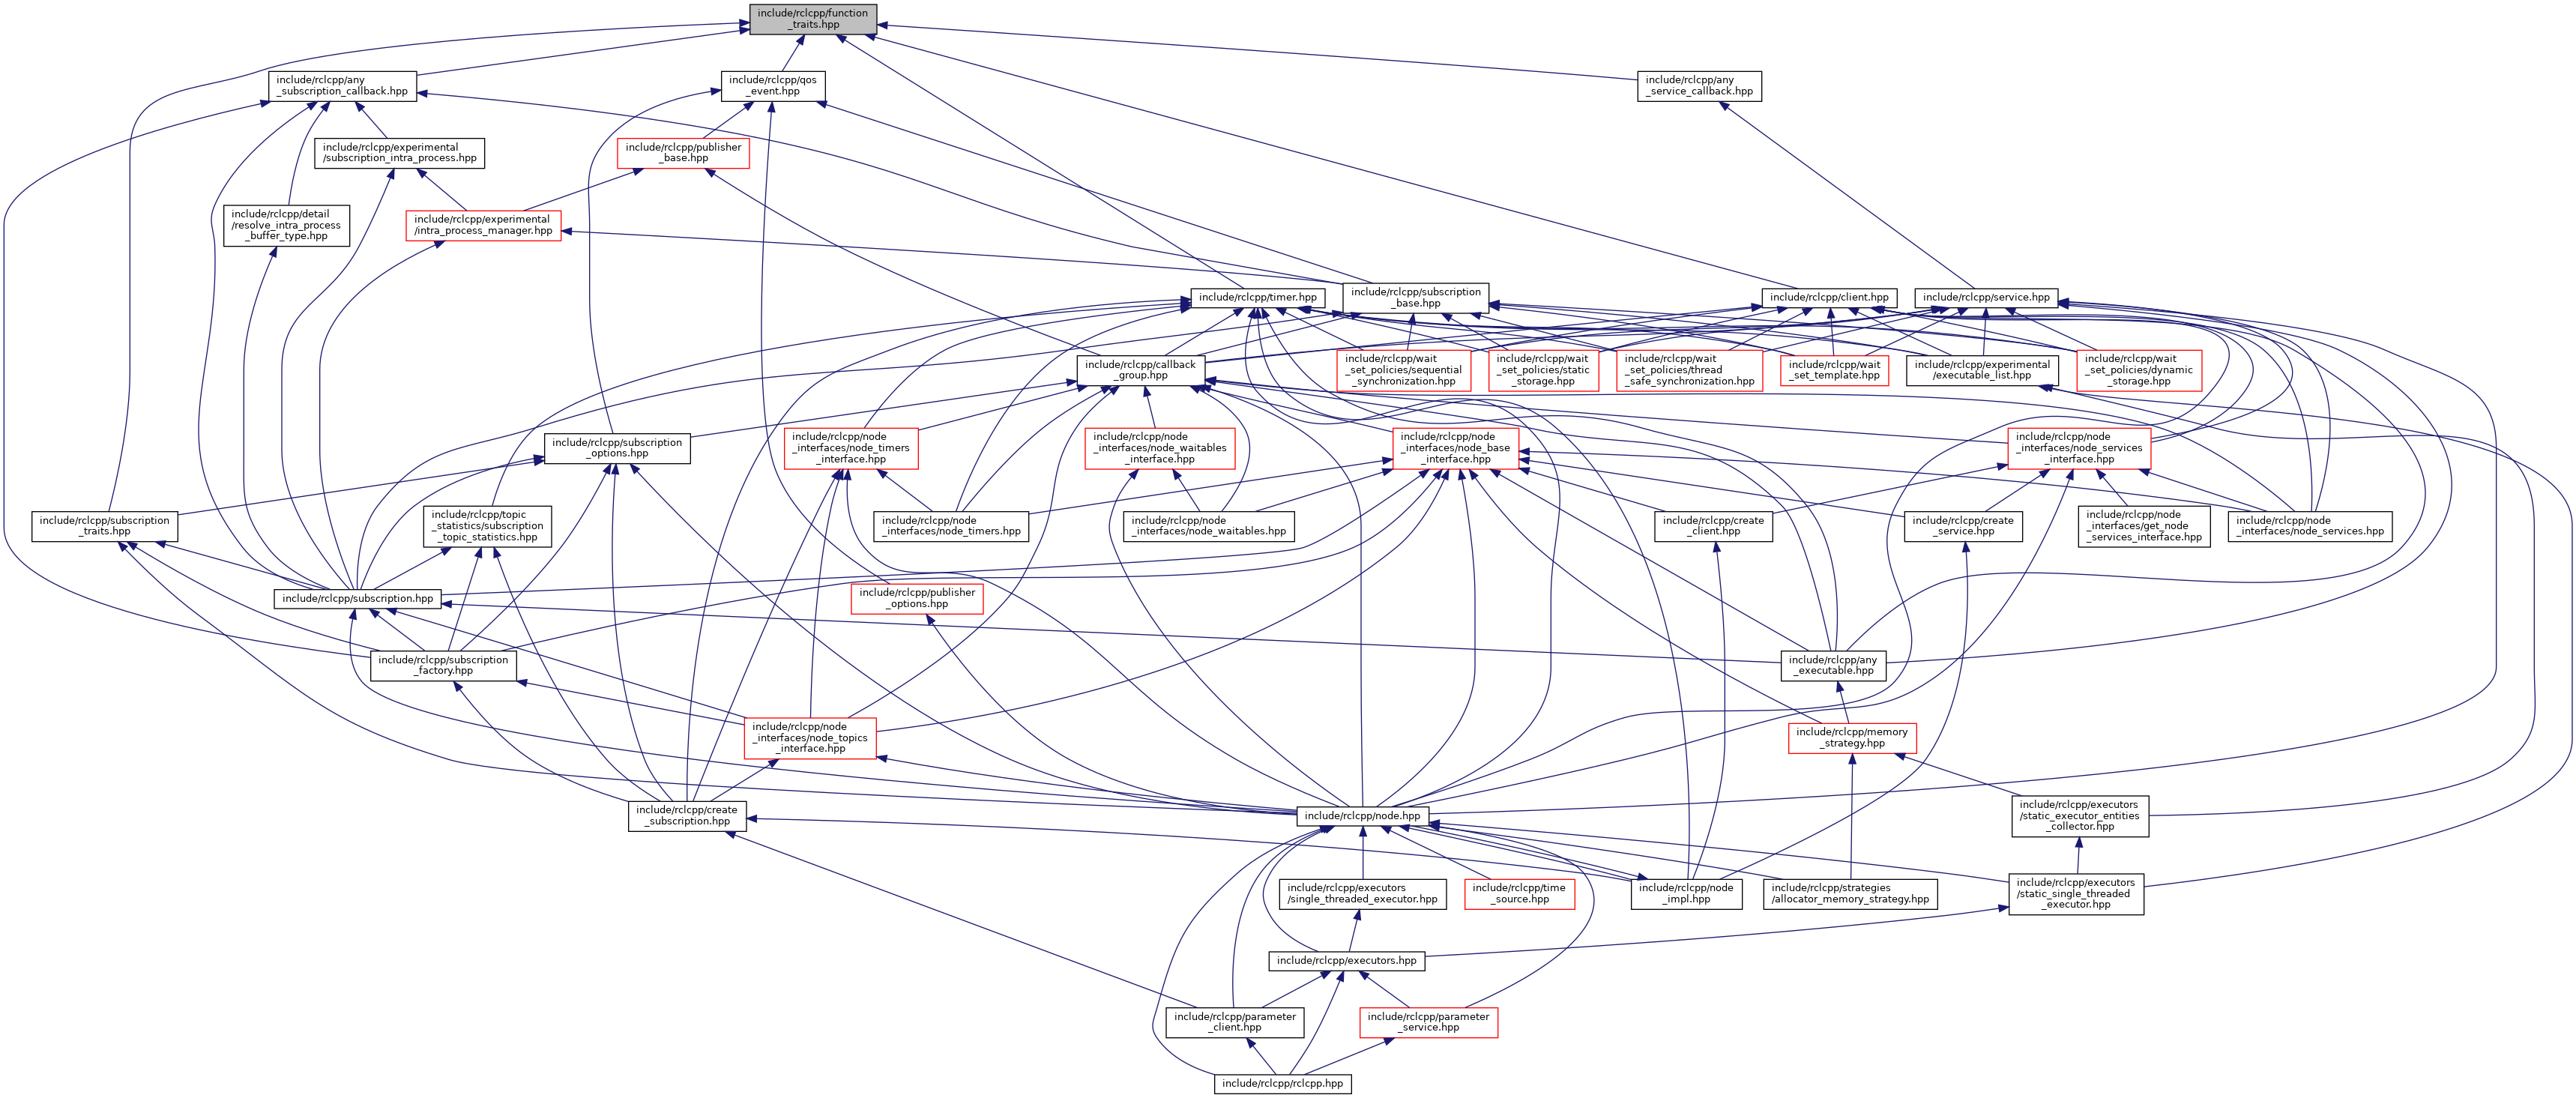 include/rclcpp/function
_traits.hpp
include/rclcpp/any
_subscription_callback.hpp
include/rclcpp/qos
_event.hpp
include/rclcpp/any
_service_callback.hpp
include/rclcpp/experimental
/subscription_intra_process.hpp
include/rclcpp/publisher
_base.hpp
include/rclcpp/detail
/resolve_intra_process
_buffer_type.hpp
include/rclcpp/experimental
/intra_process_manager.hpp
include/rclcpp/timer.hpp
include/rclcpp/subscription
_base.hpp
include/rclcpp/client.hpp
include/rclcpp/service.hpp
include/rclcpp/callback
_group.hpp
include/rclcpp/wait
_set_policies/sequential
_synchronization.hpp
include/rclcpp/wait
_set_policies/static
_storage.hpp
include/rclcpp/wait
_set_policies/thread
_safe_synchronization.hpp
include/rclcpp/wait
_set_template.hpp
include/rclcpp/experimental
/executable_list.hpp
include/rclcpp/wait
_set_policies/dynamic
_storage.hpp
include/rclcpp/subscription
_options.hpp
include/rclcpp/node
_interfaces/node_timers
_interface.hpp
include/rclcpp/node
_interfaces/node_waitables
_interface.hpp
include/rclcpp/node
_interfaces/node_base
_interface.hpp
include/rclcpp/node
_interfaces/node_services
_interface.hpp
include/rclcpp/subscription
_traits.hpp
include/rclcpp/topic
_statistics/subscription
_topic_statistics.hpp
include/rclcpp/node
_interfaces/node_timers.hpp
include/rclcpp/node
_interfaces/node_waitables.hpp
include/rclcpp/create
_client.hpp
include/rclcpp/create
_service.hpp
include/rclcpp/node
_interfaces/get_node
_services_interface.hpp
include/rclcpp/node
_interfaces/node_services.hpp
include/rclcpp/subscription.hpp
include/rclcpp/publisher
_options.hpp
include/rclcpp/subscription
_factory.hpp
include/rclcpp/any
_executable.hpp
include/rclcpp/node
_interfaces/node_topics
_interface.hpp
include/rclcpp/memory
_strategy.hpp
include/rclcpp/create
_subscription.hpp
include/rclcpp/node.hpp
include/rclcpp/executors
/static_executor_entities
_collector.hpp
include/rclcpp/executors
/single_threaded_executor.hpp
include/rclcpp/time
_source.hpp
include/rclcpp/node
_impl.hpp
include/rclcpp/strategies
/allocator_memory_strategy.hpp
include/rclcpp/executors
/static_single_threaded
_executor.hpp
include/rclcpp/executors.hpp
include/rclcpp/parameter
_client.hpp
include/rclcpp/parameter
_service.hpp
include/rclcpp/rclcpp.hpp